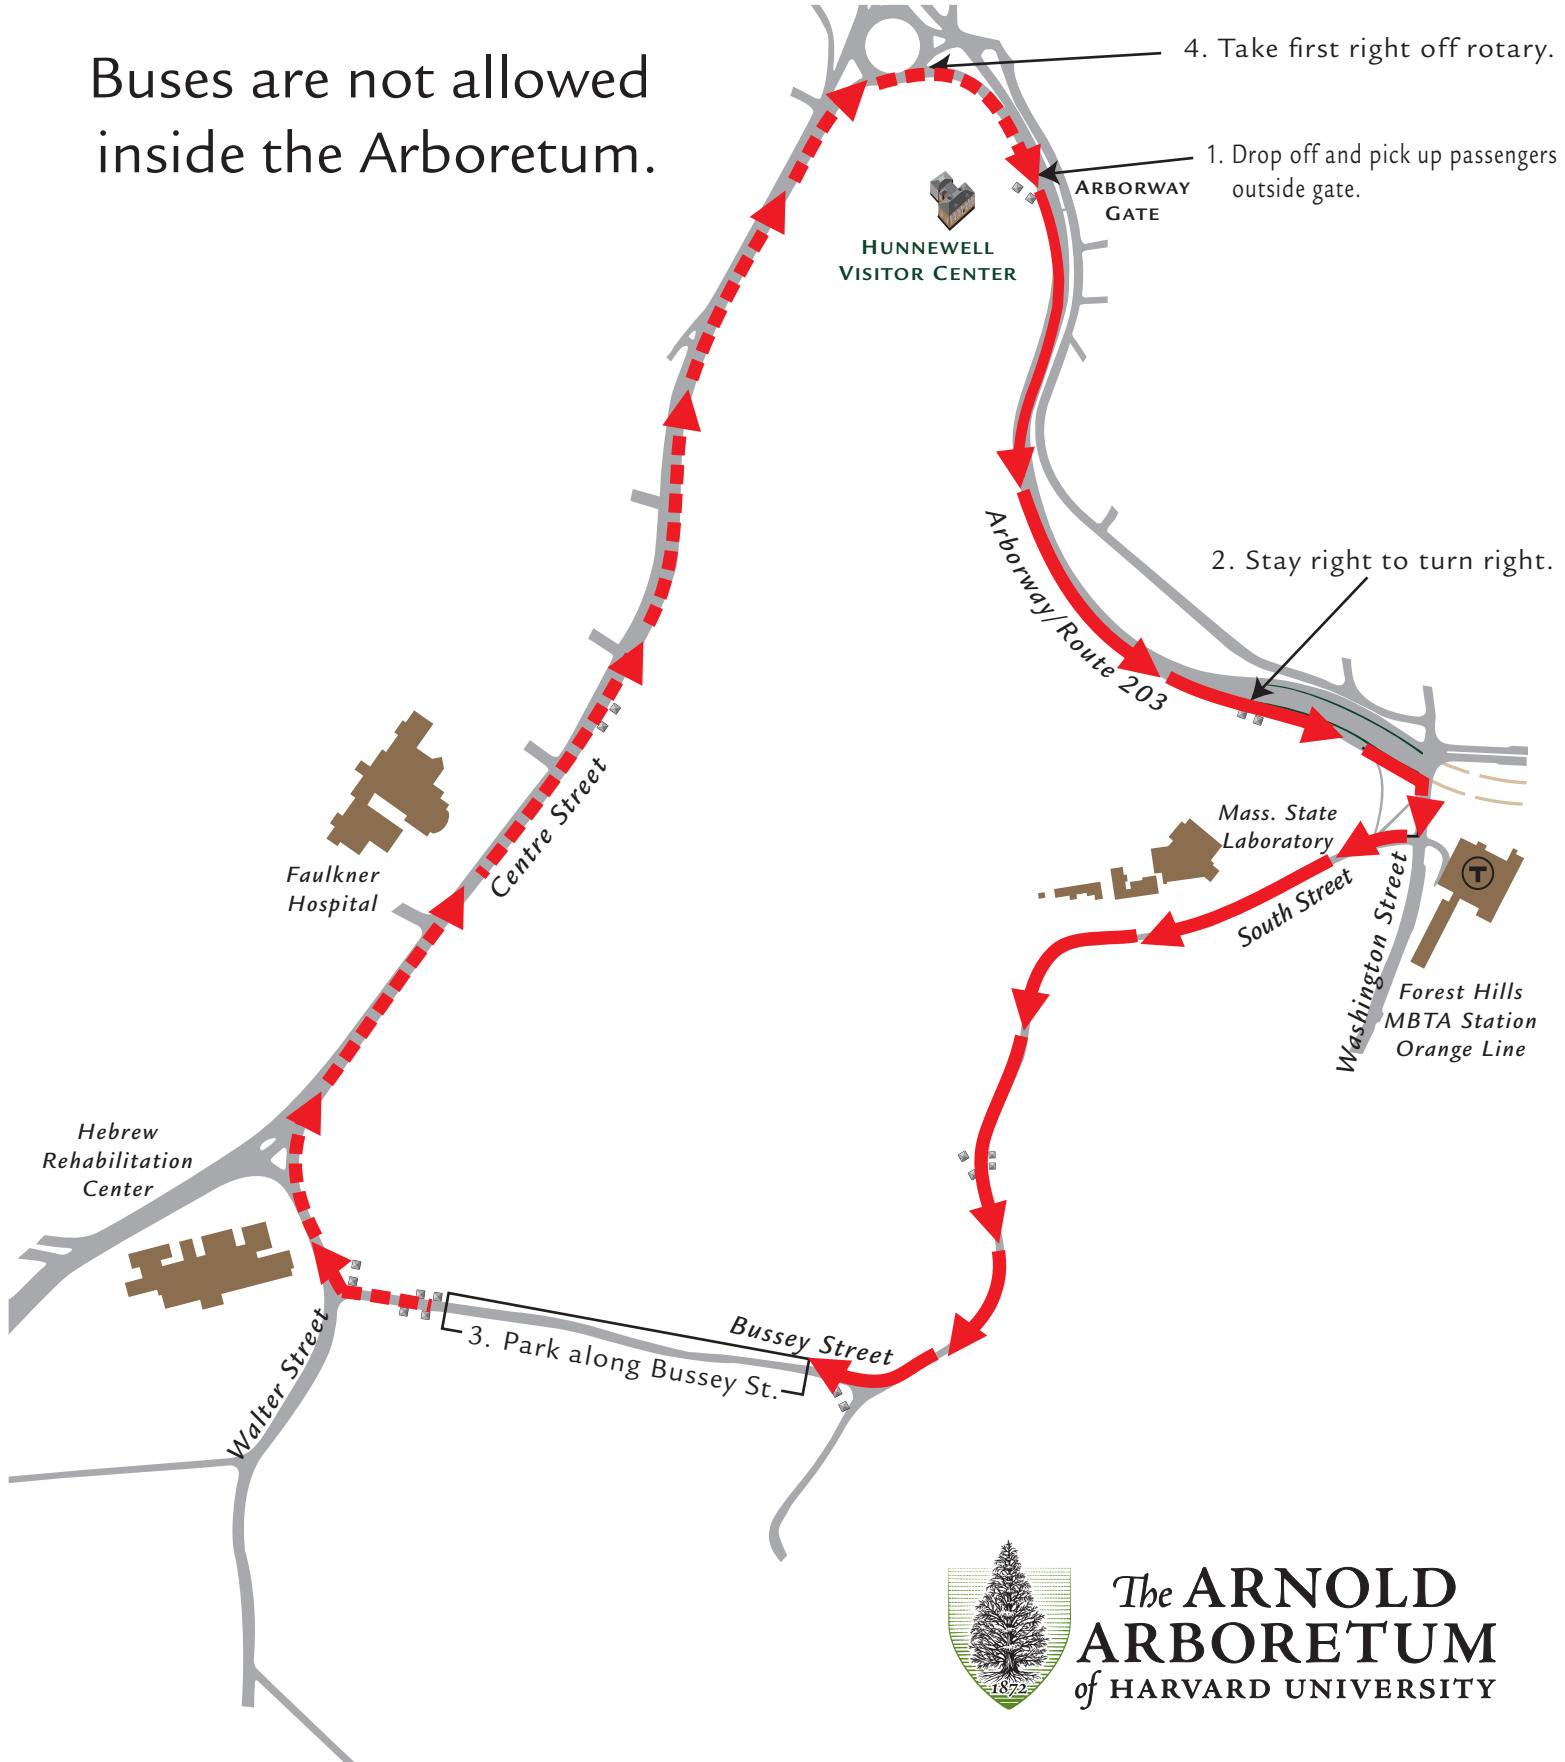 Buses are not allowed
inside the Arboretum.
4. Take first right off rotary.
1. Drop off and pick up passengers
outside gate.
ARBORWAY
GATE
HUNNEWELL
VISITOR CENTER
Arborway/Route 203
2. Stay right to turn right.
Centre Street
Faulkner
Hospital
Mass. State
Laboratory
South Street
Washington Street
T
Forest Hills
MBTA Station
Orange Line
Hebrew
Rehabilitation
Center
Walter Street
Bussey Street
3. Park along Bussey St.
The ARNOLD
ARBORETUM
of HARVARD UNIVERSITY
1872